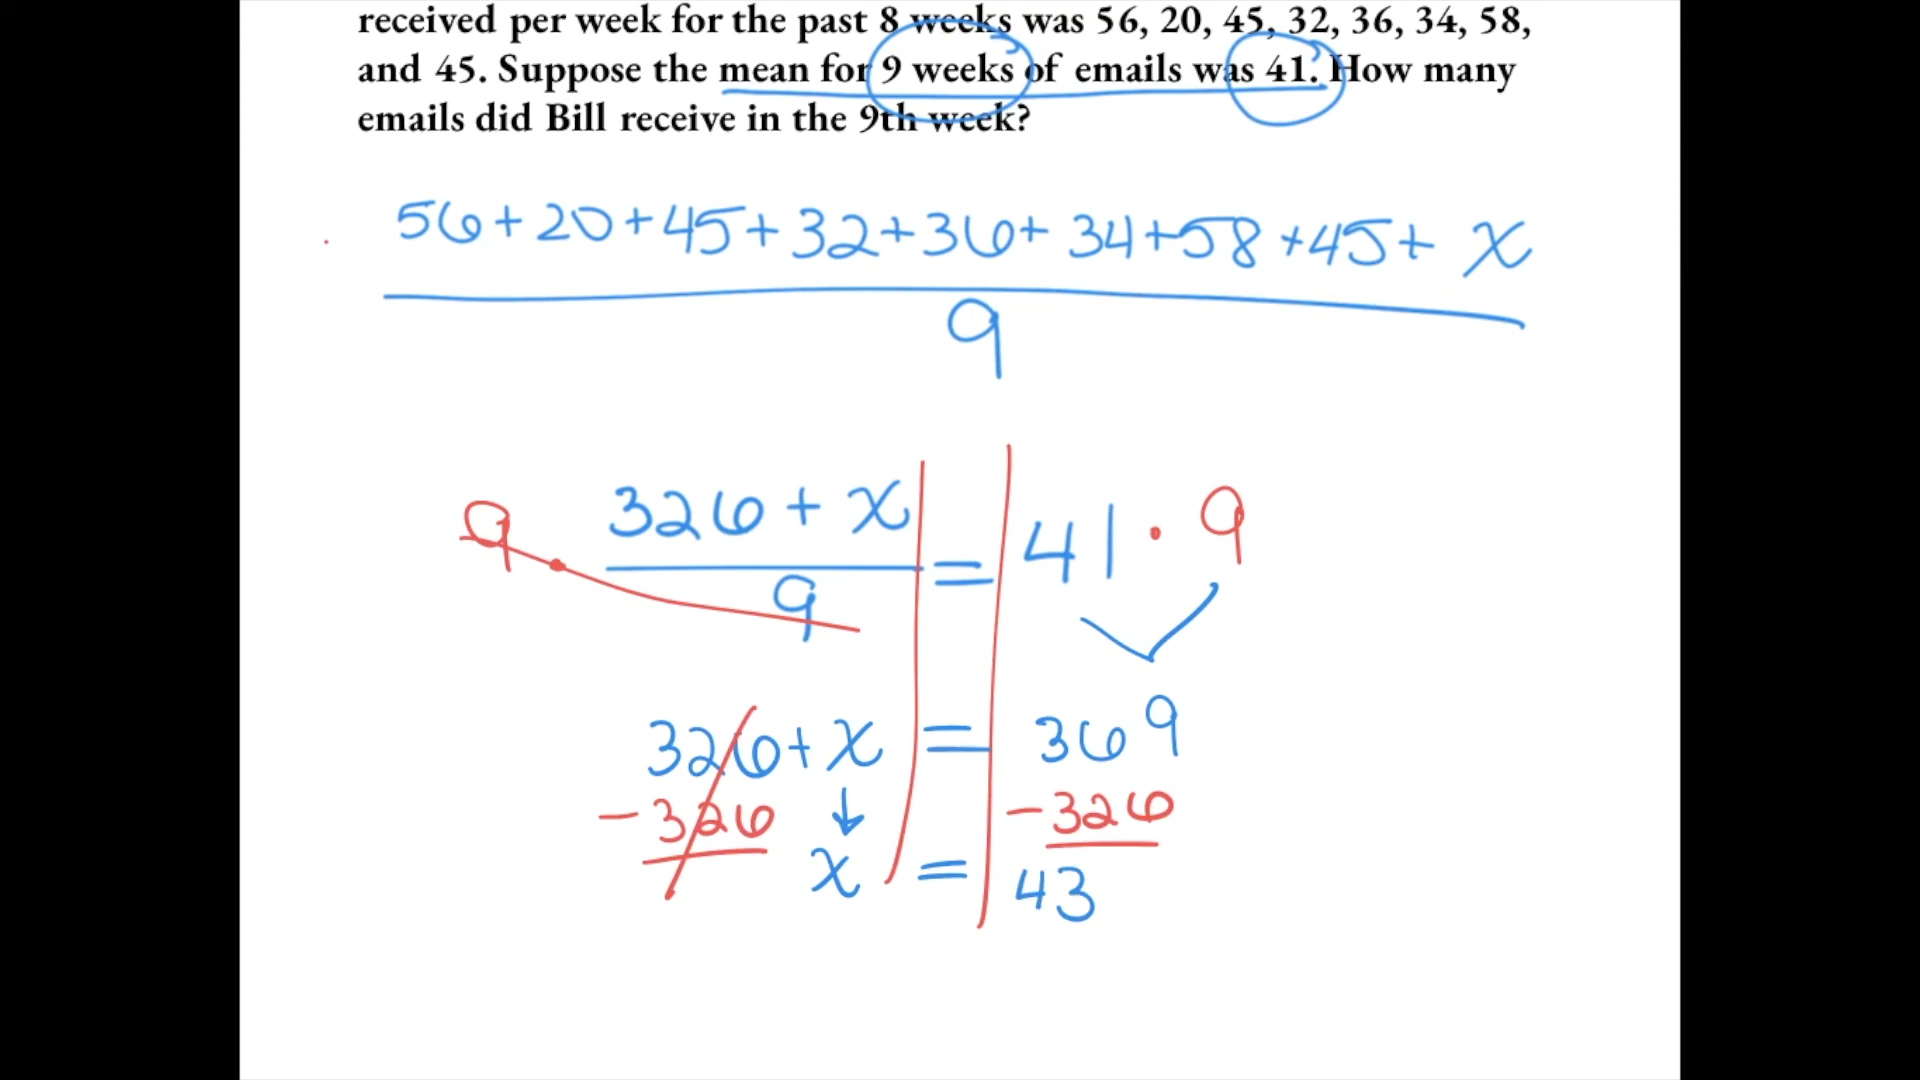 received per week for the past 8 weeks was 56, 20, 45, 32, 36, 34, 58,
and 45. Suppose the mean for 9 weeks of emails was 41. How many
emails did Bill receive in the 9th week?
56+20+45+32+36+34+58+45+ x
9
9 · 326 + x = 41 · 9
9
326 + x = 369
-326 ↓ -326
x = 43